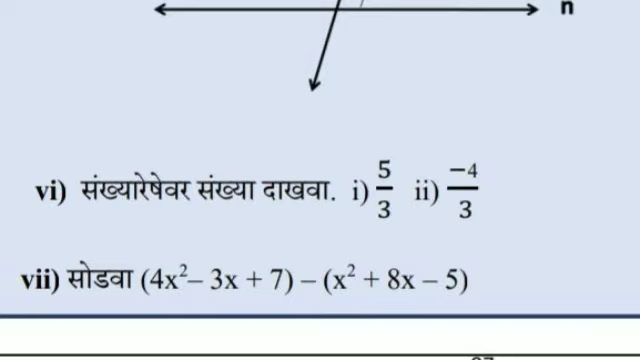 n
vi) संख्यारेषेवर संख्या दाखवा. i) 5/3 ii) −4/3
vii) सोडवा (4x²– 3x + 7) – (x² + 8x – 5)